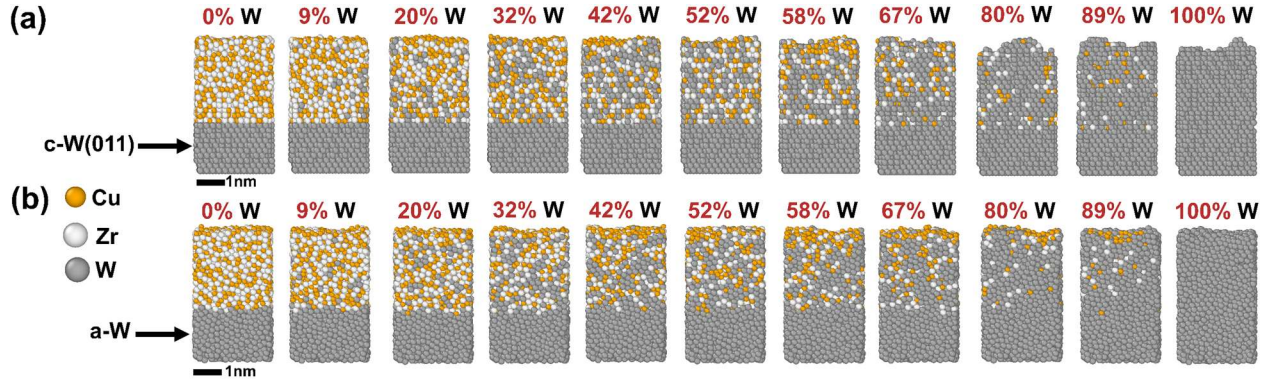 (a)
0% W 9% W 20% W 32% W 42% W 52% W 58% W 67% W 80% W 89% W 100% W
c-W(011)
1nm
(b)
Cu
Zr
W
0% W 9% W 20% W 32% W 42% W 52% W 58% W 67% W 80% W 89% W 100% W
a-W
1nm